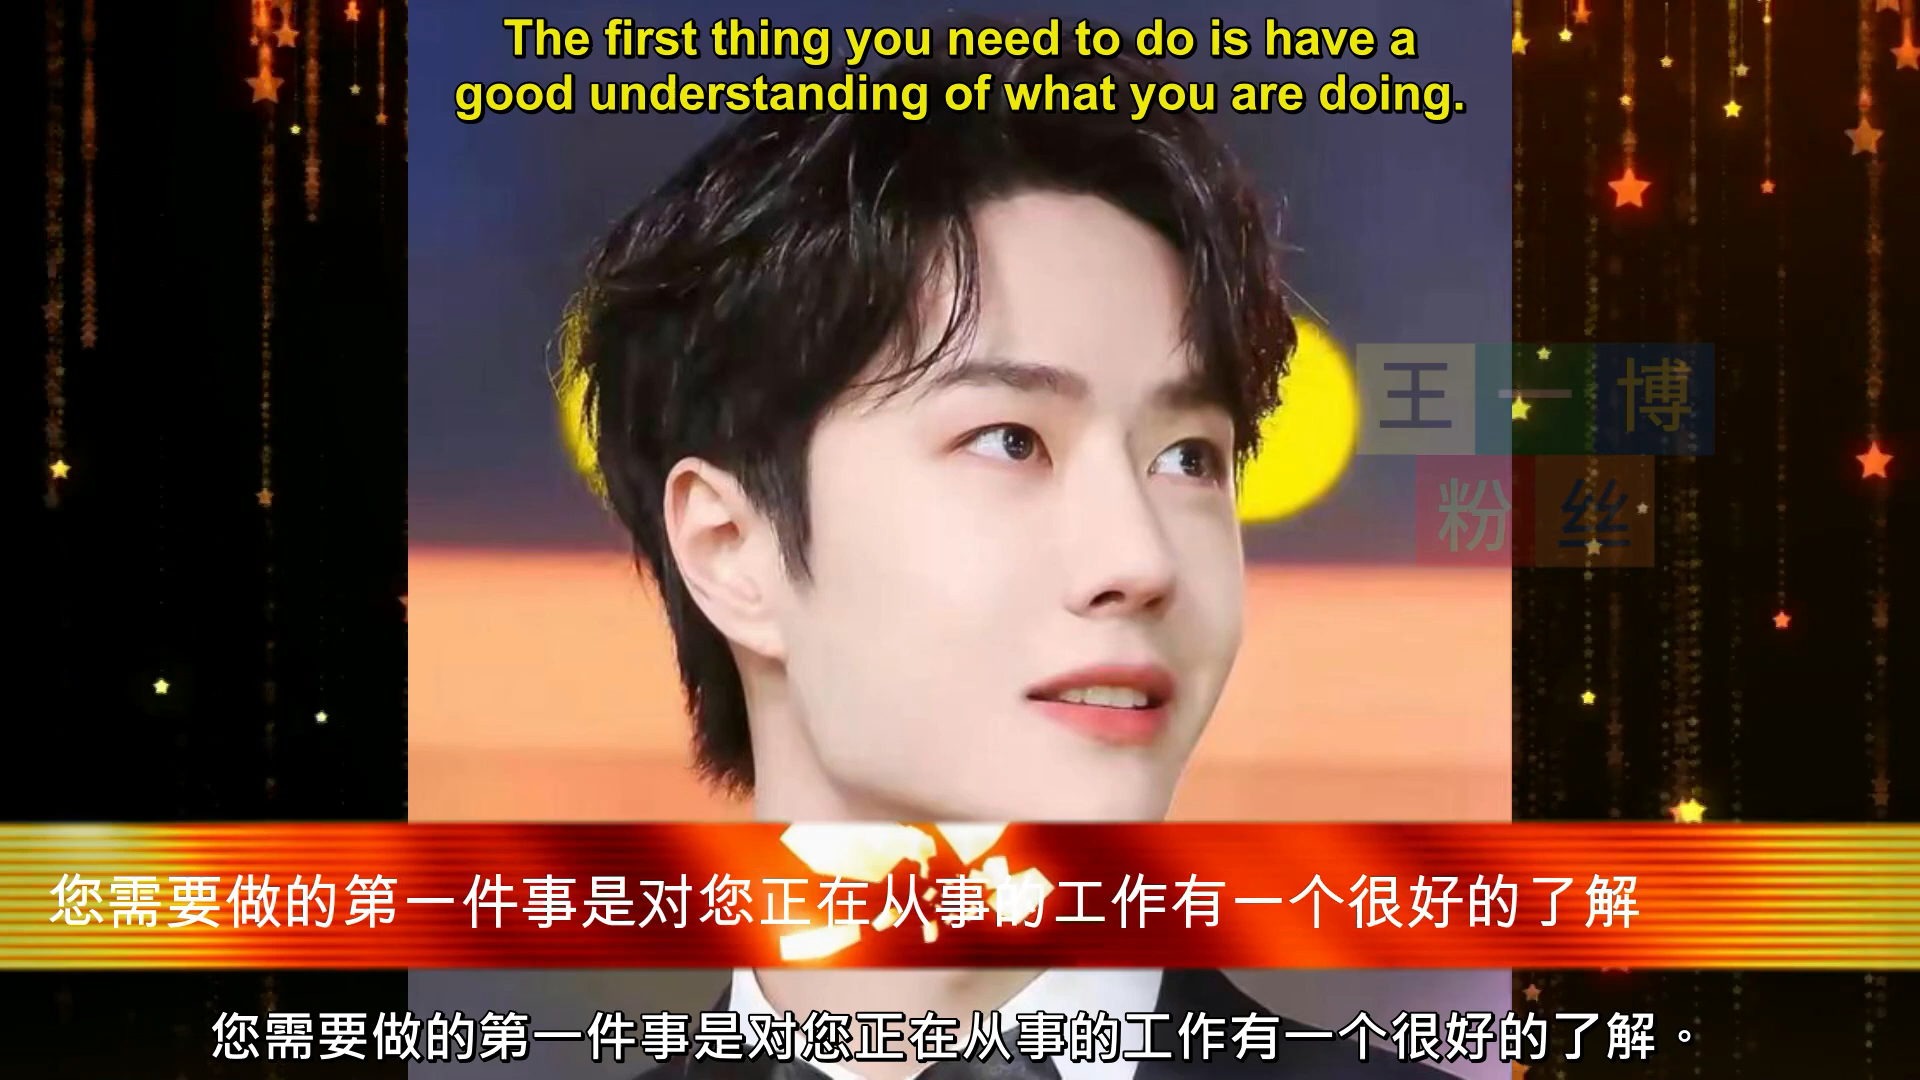 The first thing you need to do is have a
good understanding of what you are doing.
王一博
粉丝
您需要做的第一件事是对您正在从事的工作有一个很好的了解
您需要做的第一件事是对您正在从事的工作有一个很好的了解。